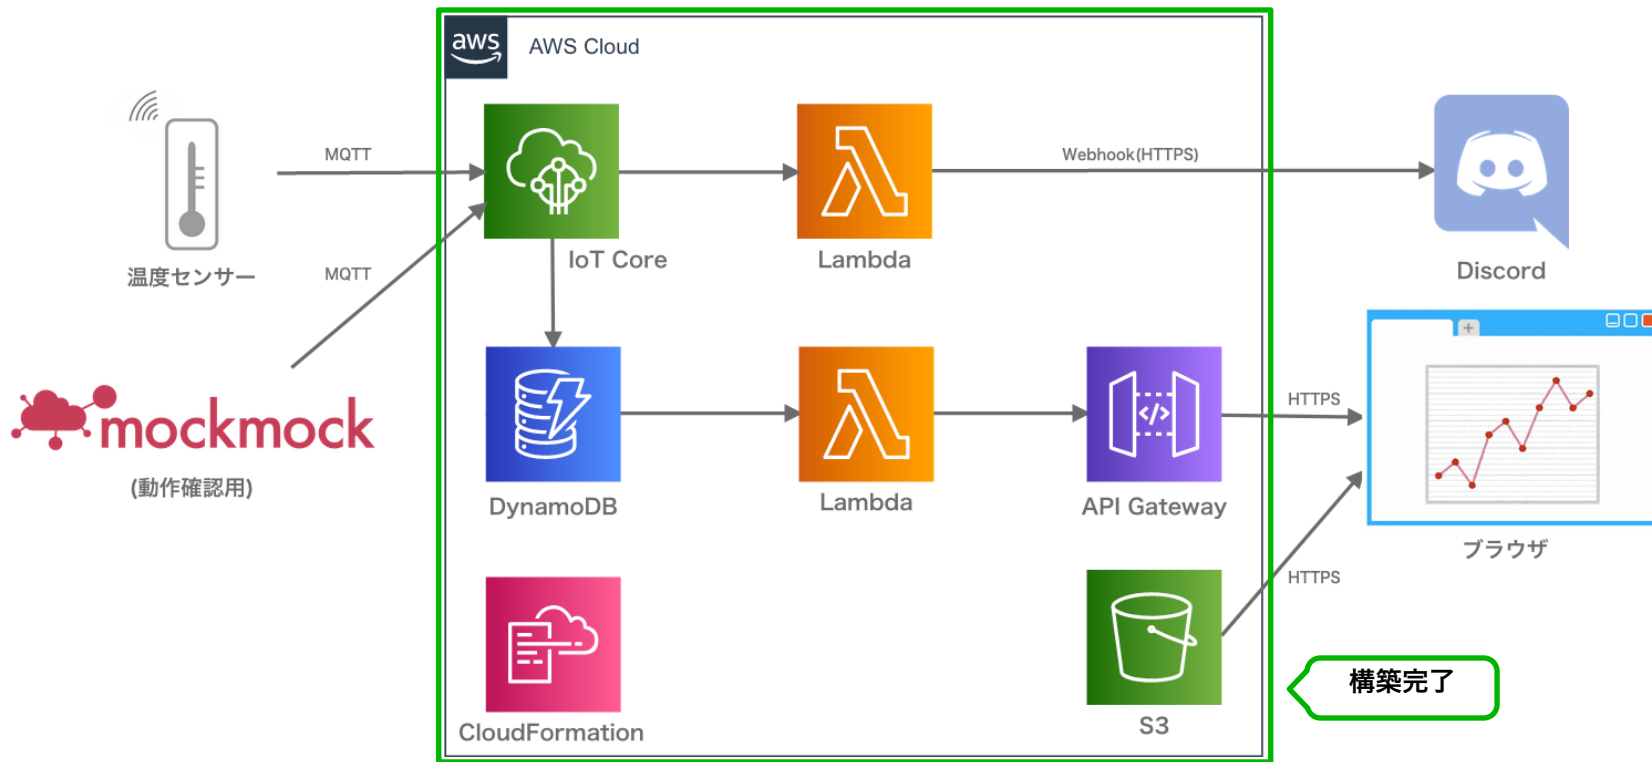 aws
AWS Cloud
MQTT
Webhook(HTTPS)
温度センサー
MQTT
IoT Core
Lambda
Discord
+
mockmock
(動作確認用)
</>
HTTPS
DynamoDB
Lambda
API Gateway
ブラウザ
HTTPS
構築完了
CloudFormation
S3